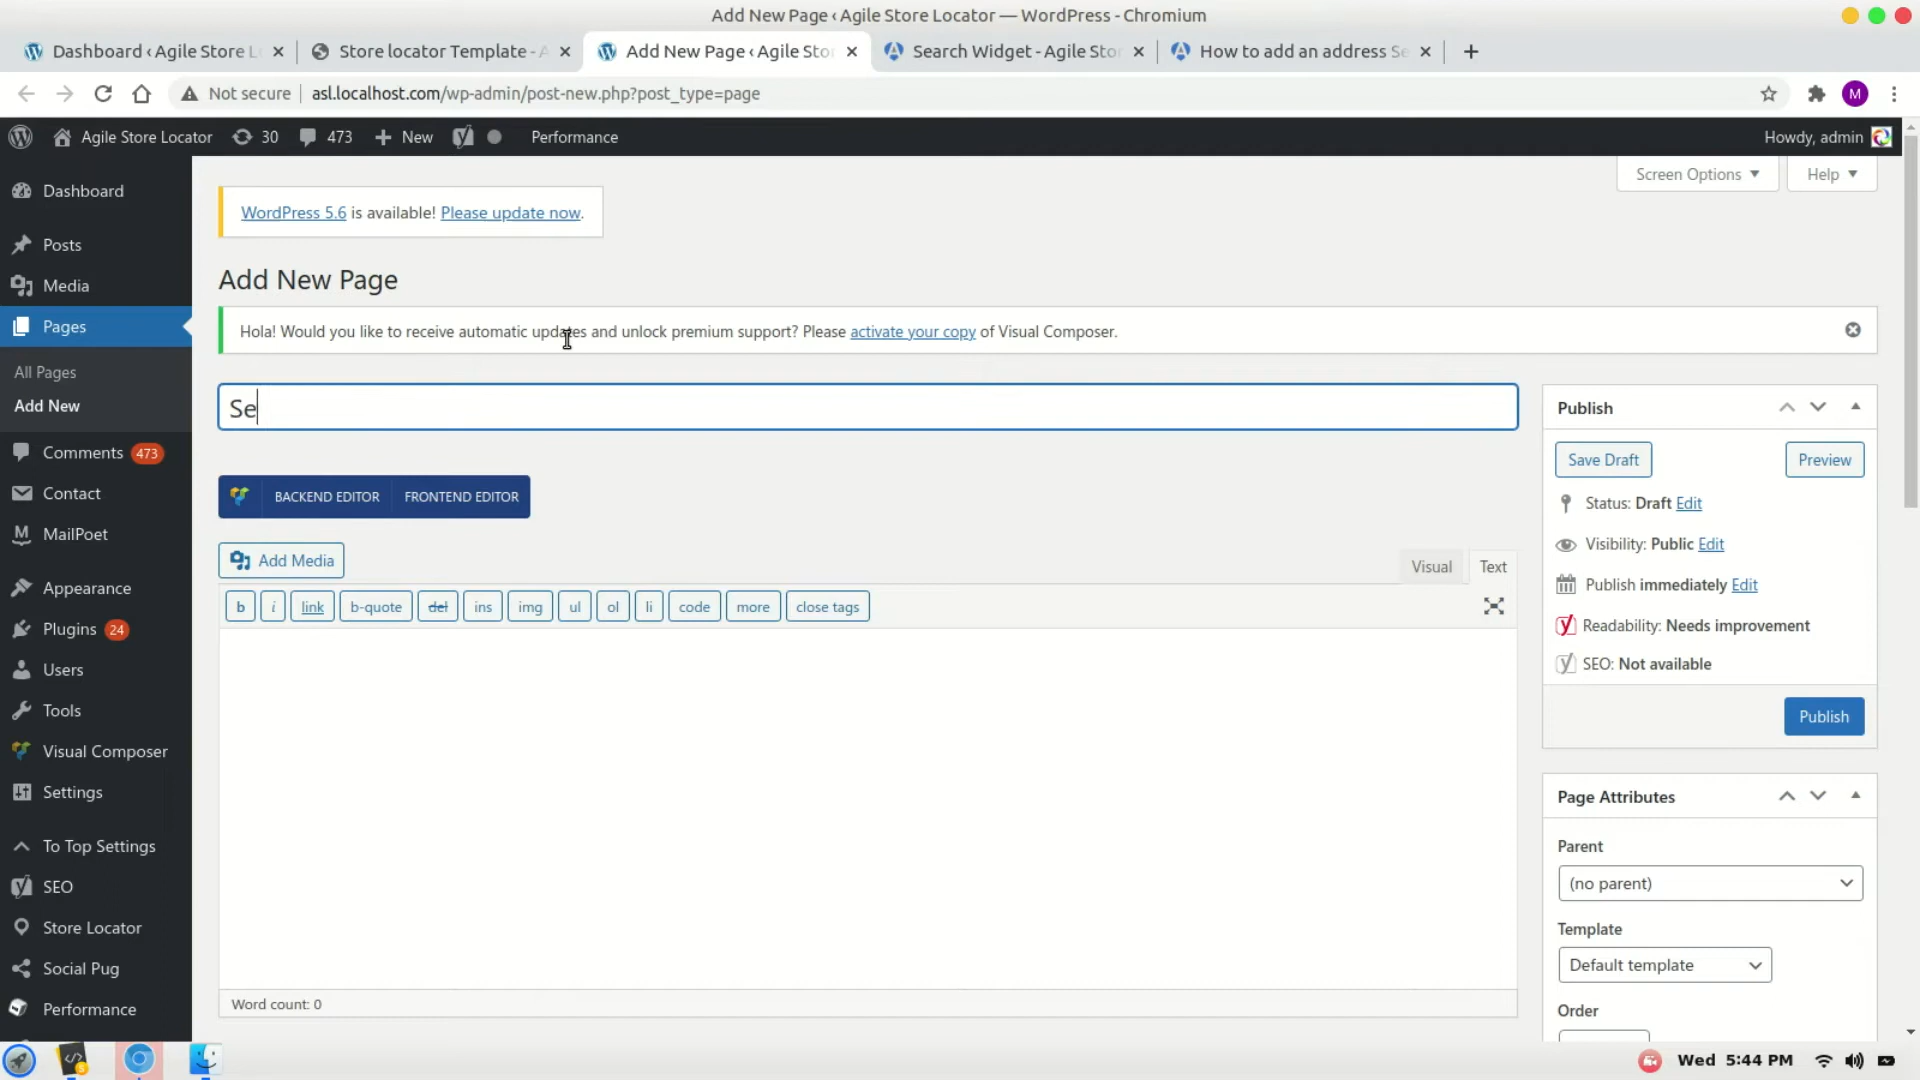 Add New Page ‹ Agile Store Locator — WordPress - Chromium
Dashboard ‹ Agile Store L
Store locator Template - A
Add New Page ‹ Agile Stor
Search Widget - Agile Stor
How to add an address Se
Not secure
asl.localhost.com/wp-admin/post-new.php?post_type=page
M
Agile Store Locator
30
473
New
Performance
Howdy, admin
Screen Options
Help
Dashboard
Posts
Media
Pages
All Pages
Add New
Comments 473
Contact
MailPoet
Appearance
Plugins 24
Users
Tools
Visual Composer
Settings
To Top Settings
SEO
Store Locator
Social Pug
Performance
WordPress 5.6 is available! Please update now.
Add New Page
Hola! Would you like to receive automatic updates and unlock premium support? Please activate your copy of Visual Composer.
Se
BACKEND EDITOR
FRONTEND EDITOR
Add Media
Visual
Text
b
i
link
b-quote
del
ins
img
ul
ol
li
code
more
close tags
Word count: 0
Publish
Save Draft
Preview
Status: Draft Edit
Visibility: Public Edit
Publish immediately Edit
Readability: Needs improvement
SEO: Not available
Publish
Page Attributes
Parent
(no parent)
Template
Default template
Order
Wed 5:44 PM